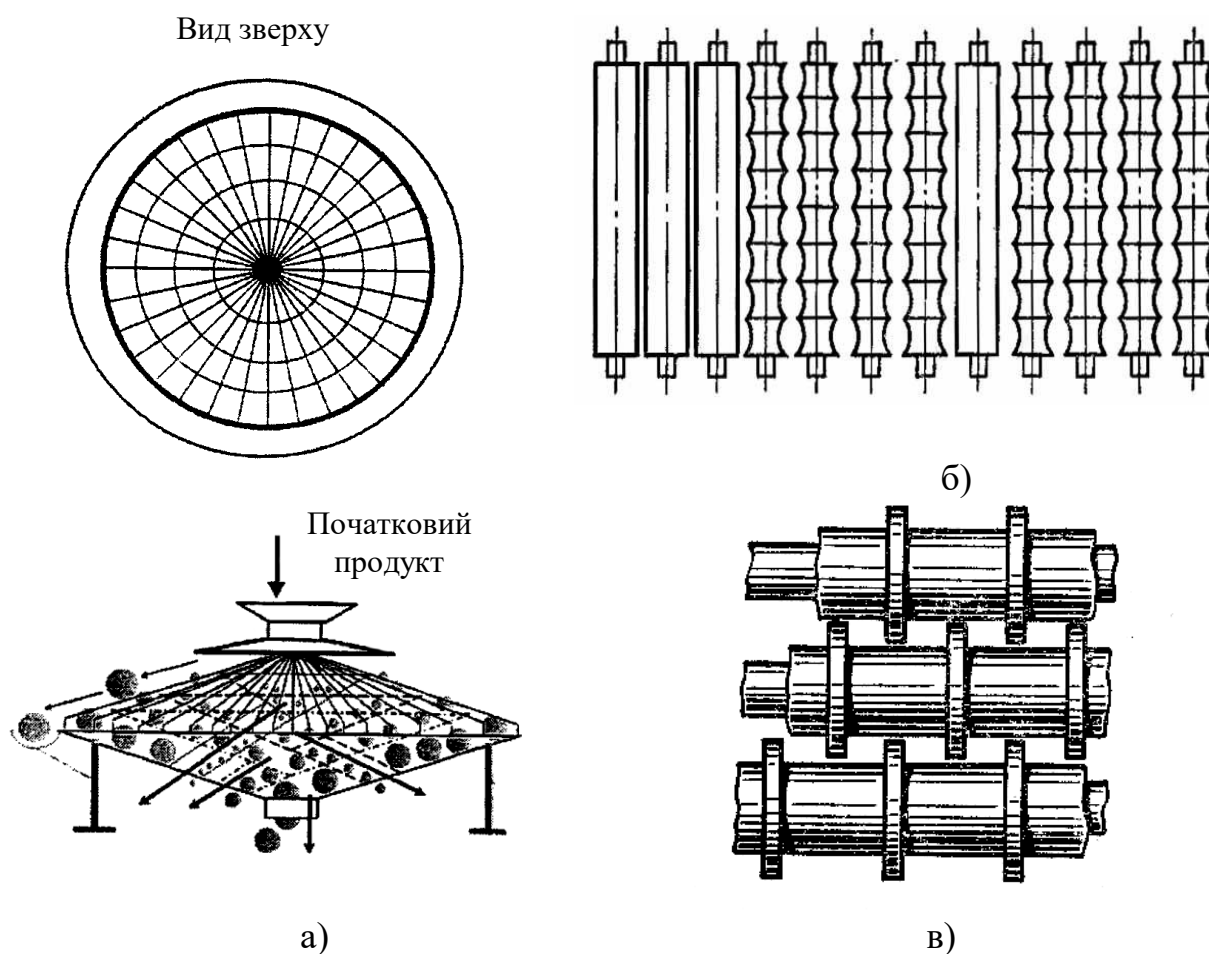 Вид зверху
б)
Початковий
продукт
а)
в)